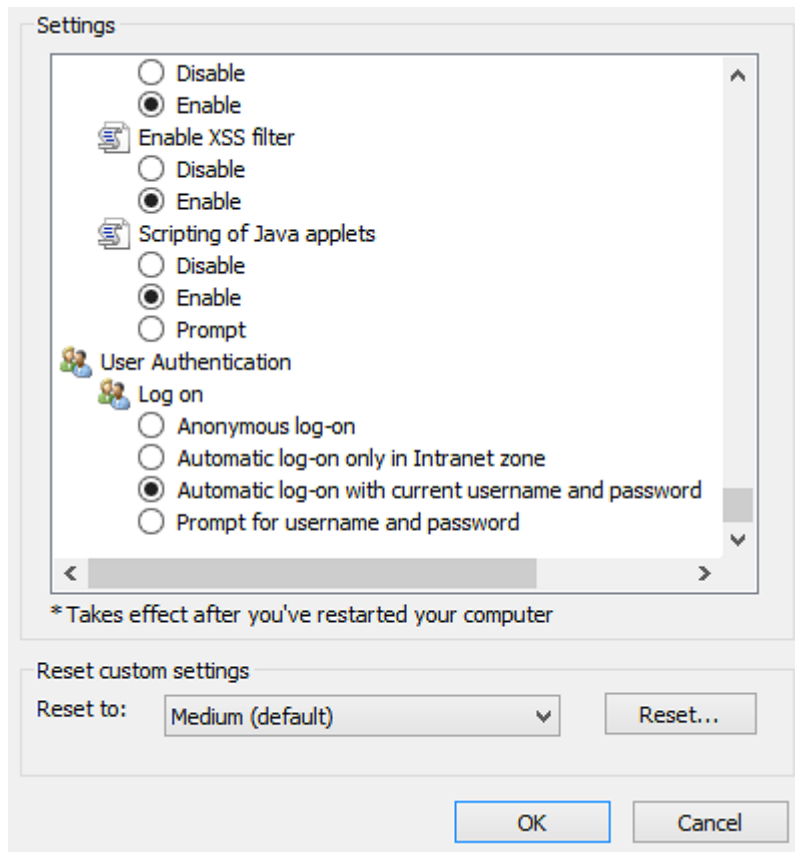 Settings
Disable
Enable
Enable XSS filter
Disable
Enable
Scripting of Java applets
Disable
Enable
Prompt
User Authentication
Log on
Anonymous log-on
Automatic log-on only in Intranet zone
Automatic log-on with current username and password
Prompt for username and password
* Takes effect after you've restarted your computer
Reset custom settings
Reset to: Medium (default) Reset...
OK Cancel